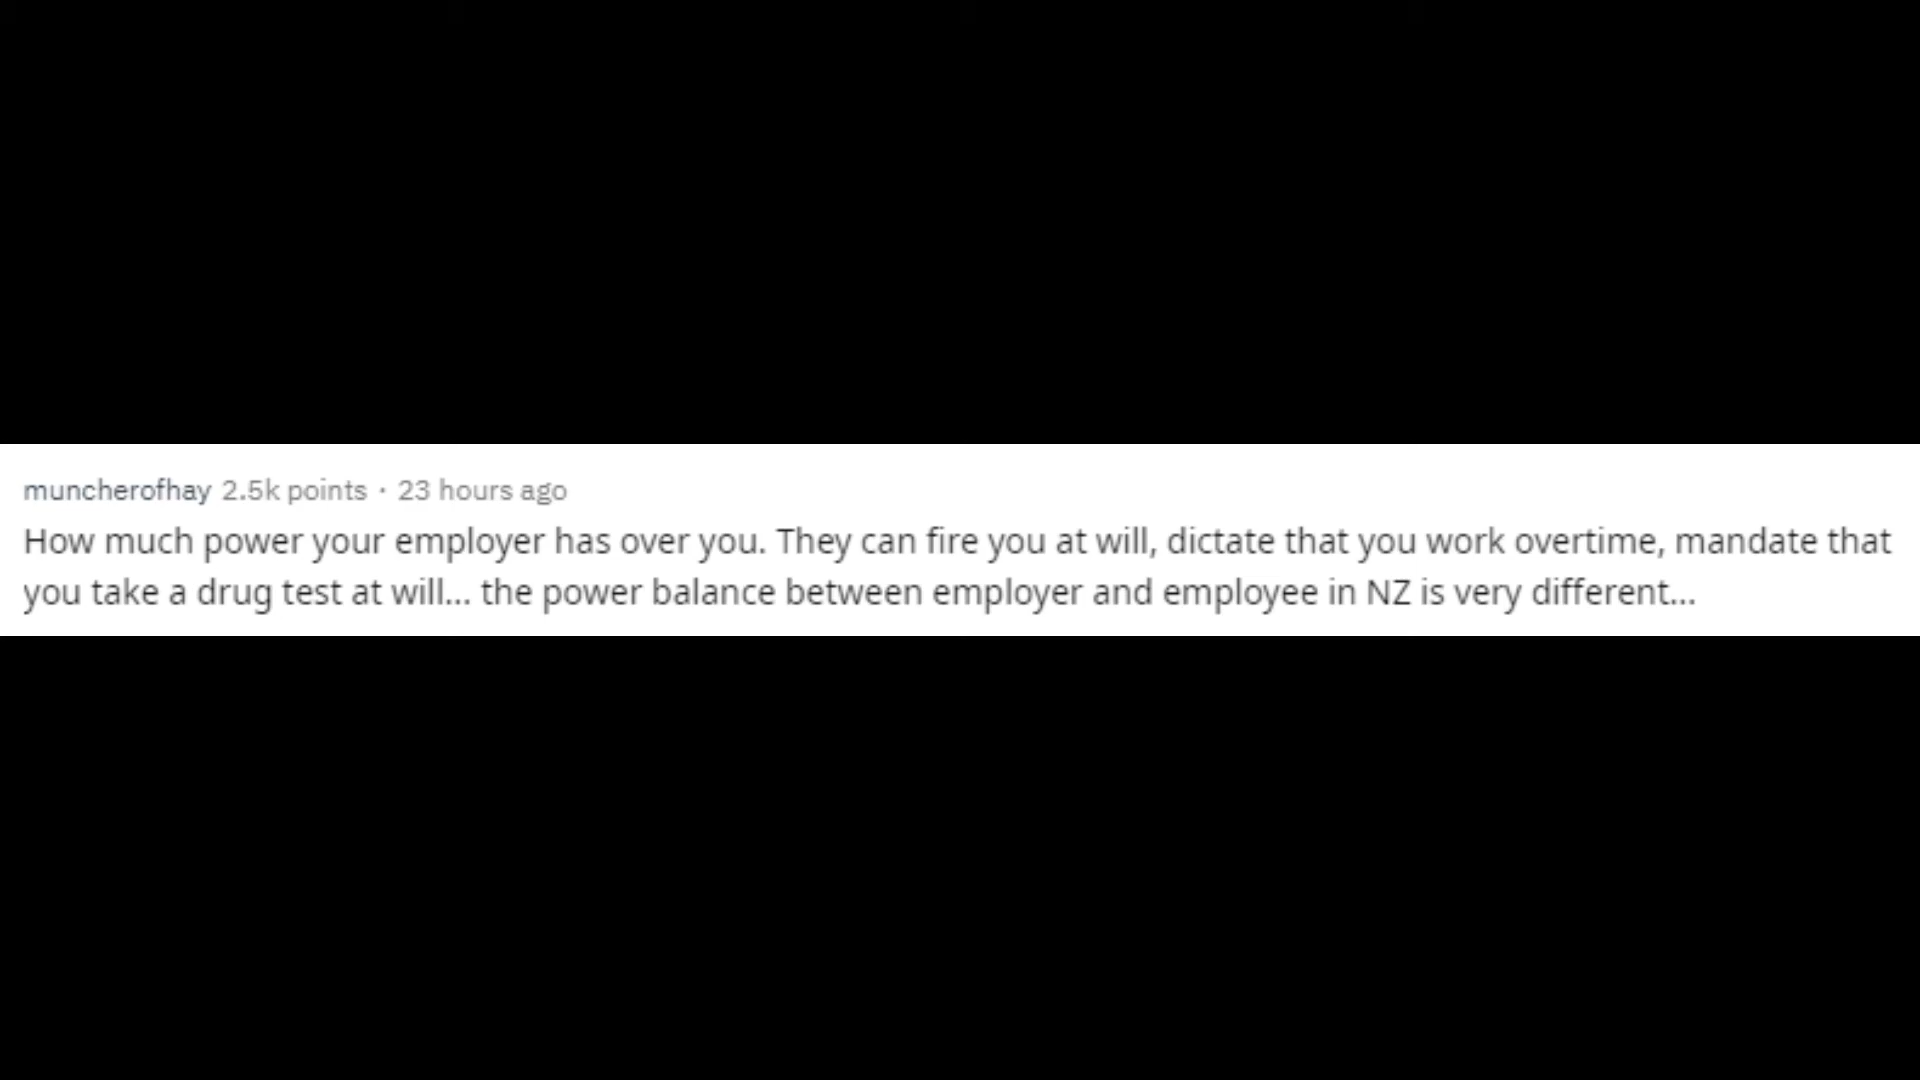 muncherofhay 2.5k points · 23 hours ago
How much power your employer has over you. They can fire you at will, dictate that you work overtime, mandate that
you take a drug test at will... the power balance between employer and employee in NZ is very different...